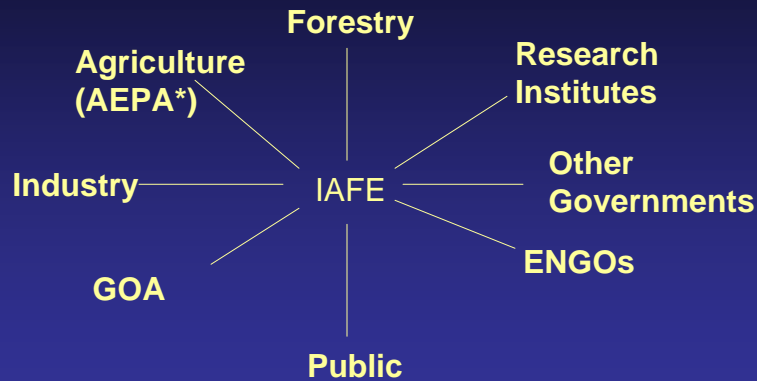 Forestry
Agriculture
(AEPA*)
Research
Institutes
Industry
IAFE
Other
Governments
GOA
ENGOs
Public